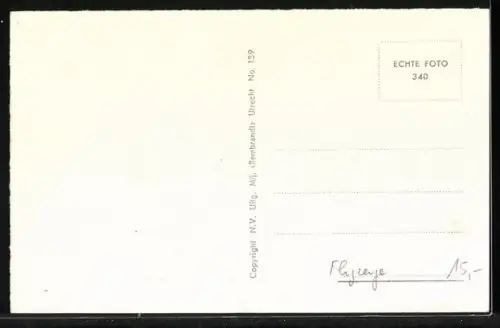 ECHTE FOTO
340
Copyright N.V. Uitg. Mij. «Rembrandt» Utrecht No. 159
Flugzeuge 15,-